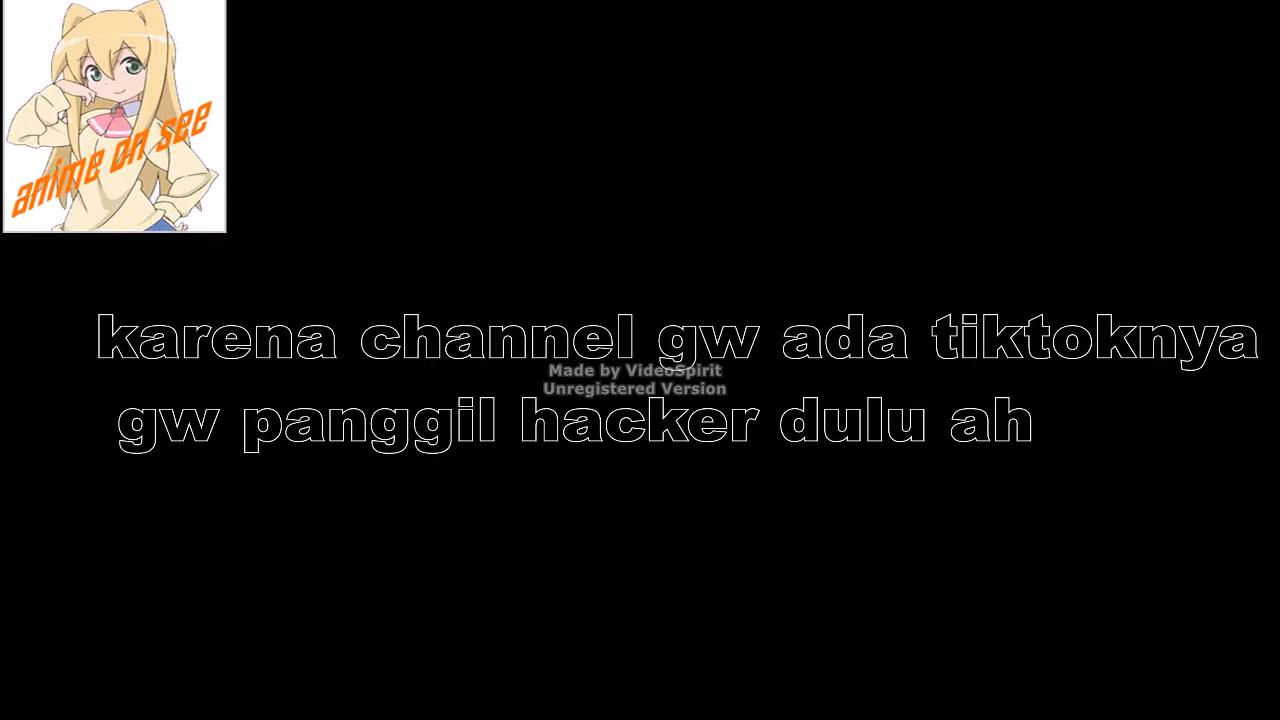 anime on see
karena channel gw ada tiktoknya
Made by VideoSpirit
Unregistered Version
gw panggil hacker dulu ah